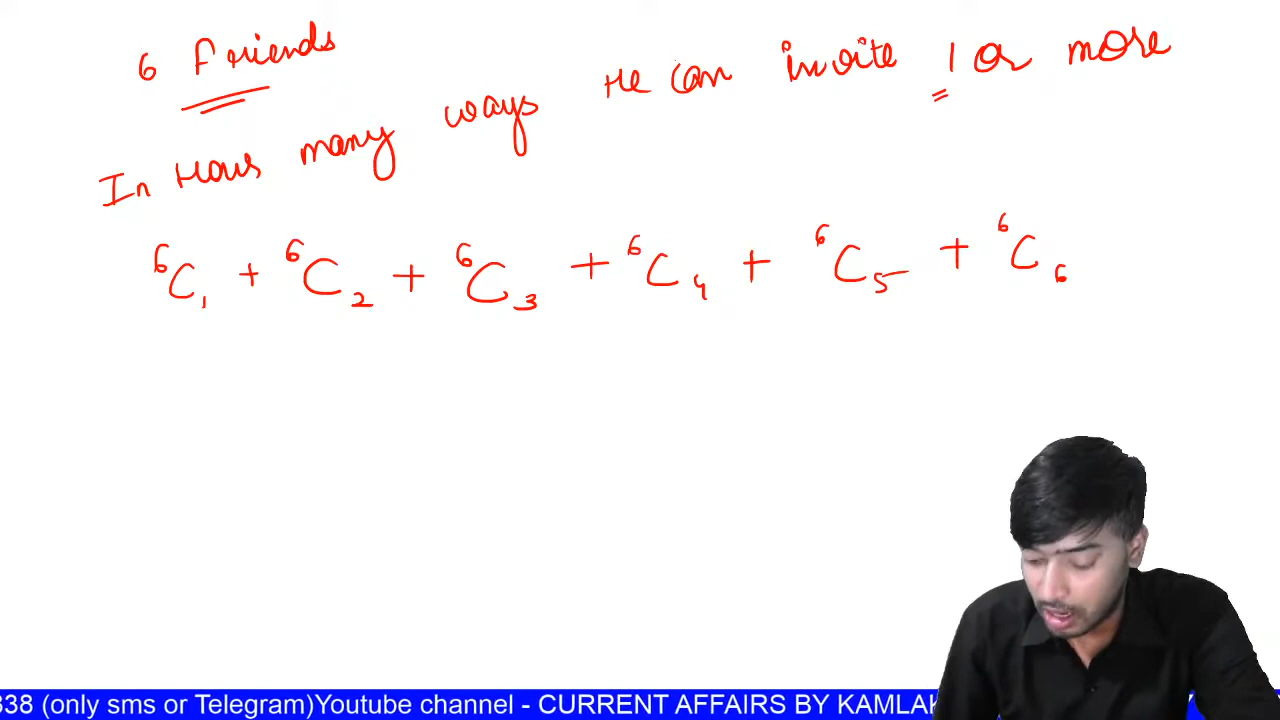 6 Friends
In How many ways He can invite 1 or more
⁶C₁ + ⁶C₂ + ⁶C₃ + ⁶C₄ + ⁶C₅ + ⁶C₆
338 (only sms or Telegram)Youtube channel - CURRENT AFFAIRS BY KAMLAK